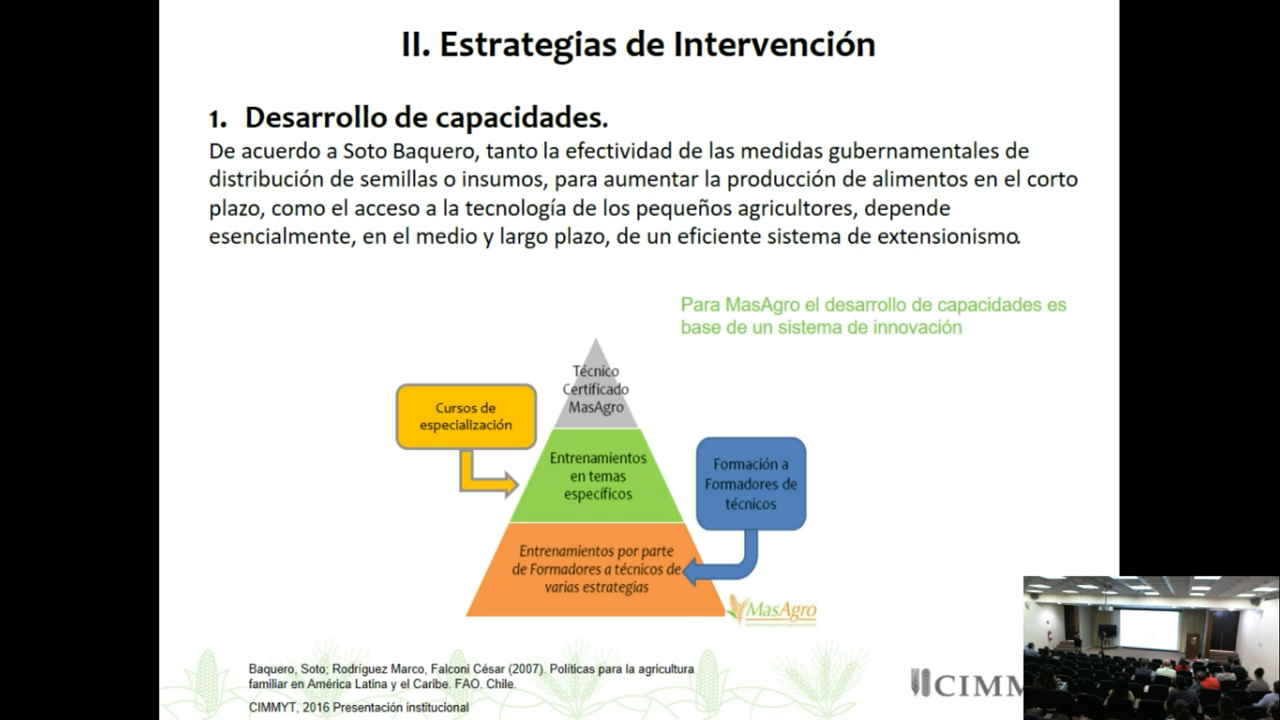 II. Estrategias de Intervención
1. Desarrollo de capacidades.
De acuerdo a Soto Baquero, tanto la efectividad de las medidas gubernamentales de
distribución de semillas o insumos, para aumentar la producción de alimentos en el corto
plazo, como el acceso a la tecnología de los pequeños agricultores, depende
esencialmente, en el medio y largo plazo, de un eficiente sistema de extensionismo.
Para MasAgro el desarrollo de capacidades es
base de un sistema de innovación
Técnico
Certificado
MasAgro
Cursos de
especialización
Entrenamientos
en temas
específicos
Formación a
Formadores de
técnicos
Entrenamientos por parte
de Formadores a técnicos de
varias estrategias
MasAgro
Baquero, Soto; Rodríguez Marco, Falconi César (2007). Políticas para la agricultura
familiar en América Latina y el Caribe. FAO. Chile.
CIMMYT, 2016 Presentación institucional
CIMM